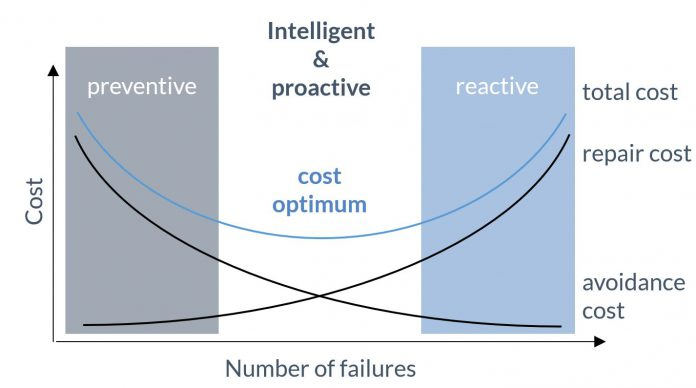 Intelligent
&
proactive
preventive
reactive
total cost
repair cost
cost
optimum
avoidance
cost
Cost
Number of failures